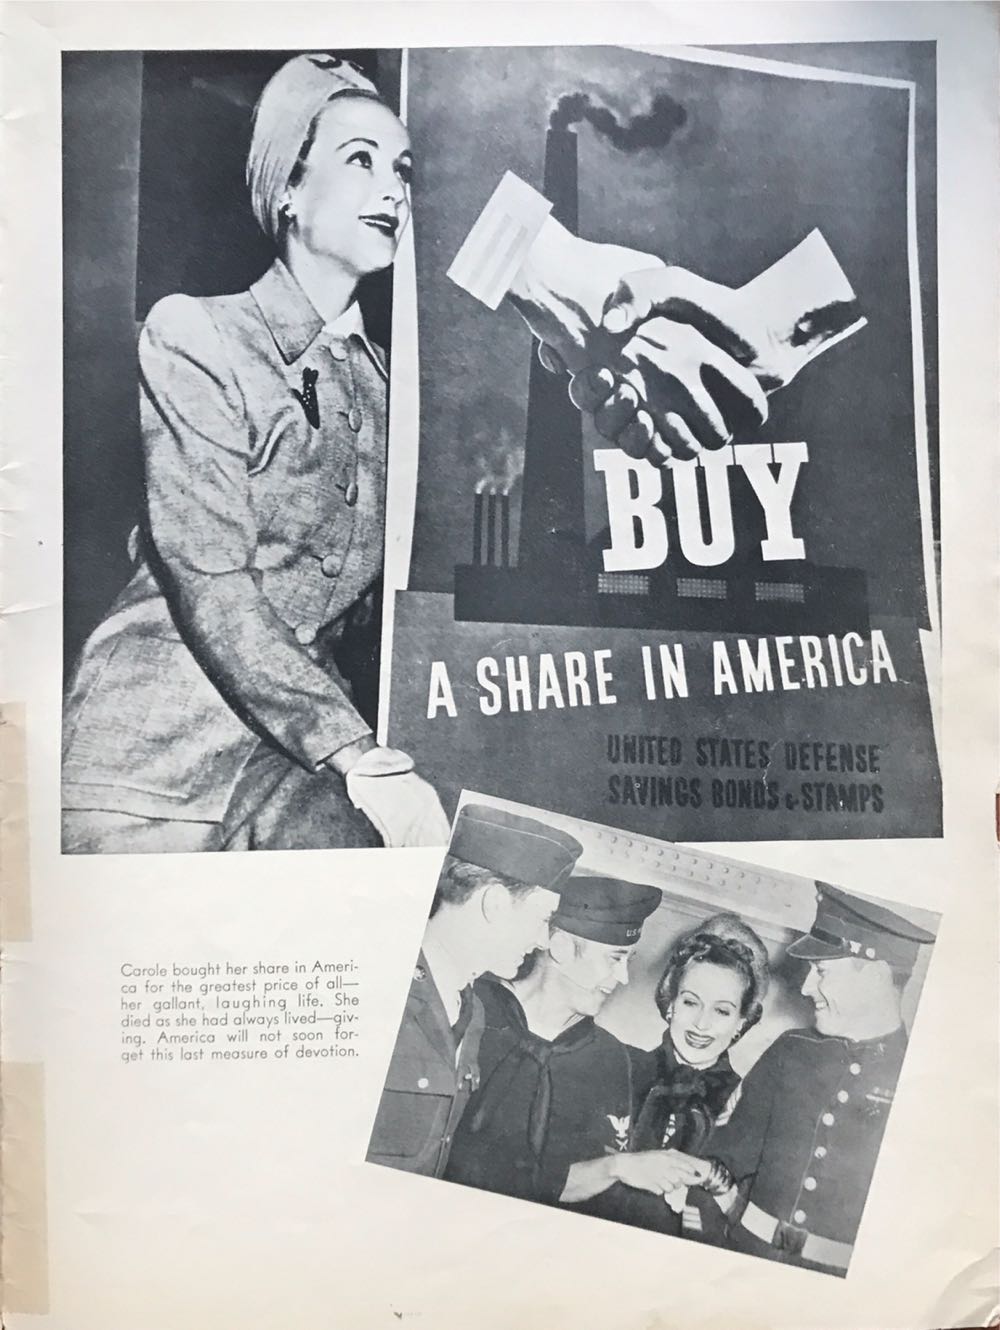 BUY
A SHARE IN AMERICA
UNITED STATES DEFENSE
SAVINGS BONDS & STAMPS
Carole bought her share in Ameri-
ca for the greatest price of all—
her gallant, laughing life. She
died as she had always lived—giv-
ing. America will not soon for-
get this last measure of devotion.